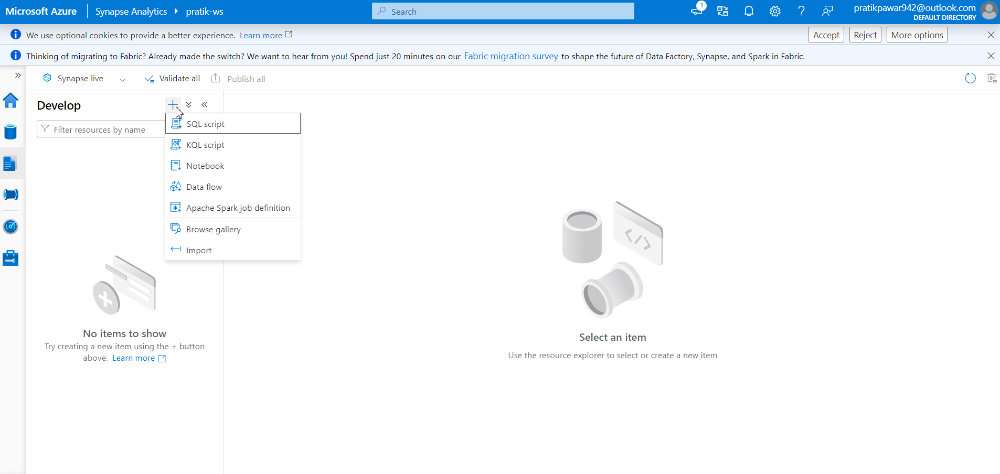 Microsoft Azure
Synapse Analytics
pratik-ws
Search
1
pratikpawar942@outlook.com
DEFAULT DIRECTORY
We use optional cookies to provide a better experience. Learn more
Accept
Reject
More options
Thinking of migrating to Fabric? Already made the switch? We want to hear from you! Spend just 20 minutes on our Fabric migration survey to shape the future of Data Factory, Synapse, and Spark in Fabric.
Synapse live
Validate all
Publish all
Develop
Filter resources by name
SQL script
KQL script
Notebook
Data flow
Apache Spark job definition
Browse gallery
Import
No items to show
Try creating a new item using the + button
above. Learn more
Select an item
Use the resource explorer to select or create a new item